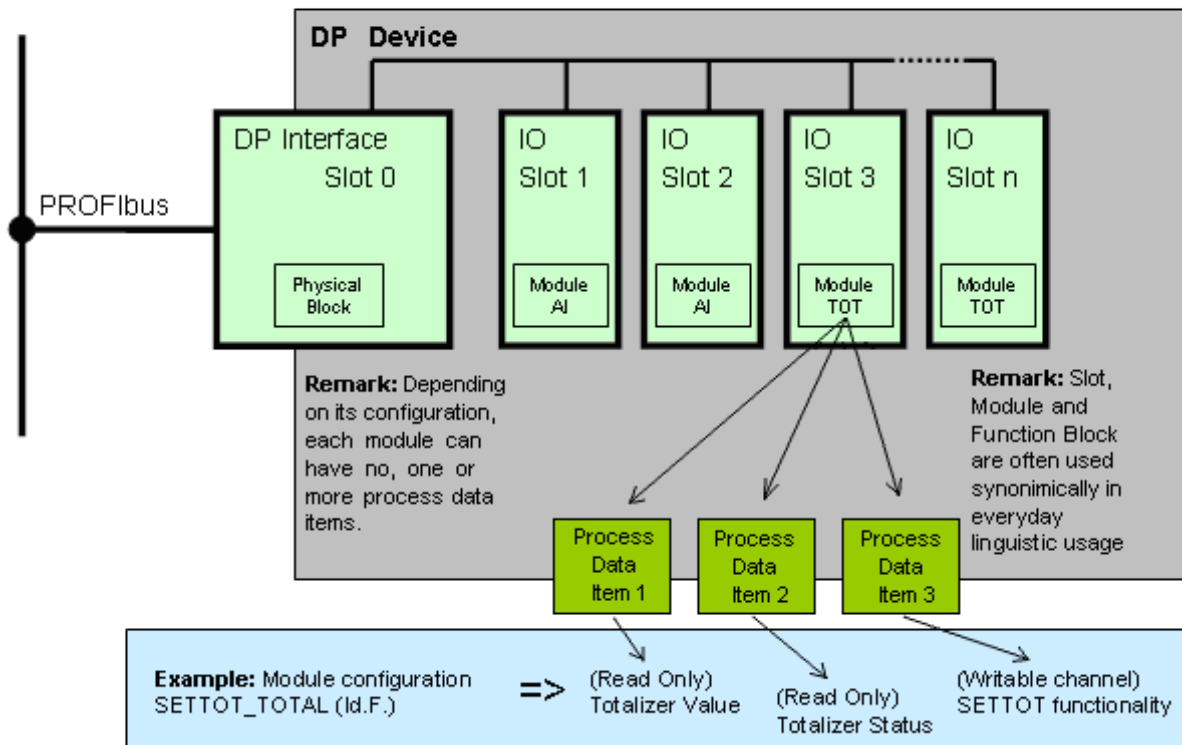 DP Device
DP Interface
Slot 0
IO
Slot 1
IO
Slot 2
IO
Slot 3
IO
Slot n
PROFIbus
Physical
Block
Module
AI
Module
AI
Module
TOT
Module
TOT
Remark: Depending
on its configuration,
each module can
have no, one or
more process data
items.
Remark: Slot,
Module and
Function Block
are often used
synonimically in
everyday
linguistic usage
Process
Data
Item 1
Process
Data
Item 2
Process
Data
Item 3
Example: Module configuration
SETTOT_TOTAL (Id.F.)
=>
(Read Only)
Totalizer Value
(Read Only)
Totalizer Status
(Writable channel)
SETTOT functionality